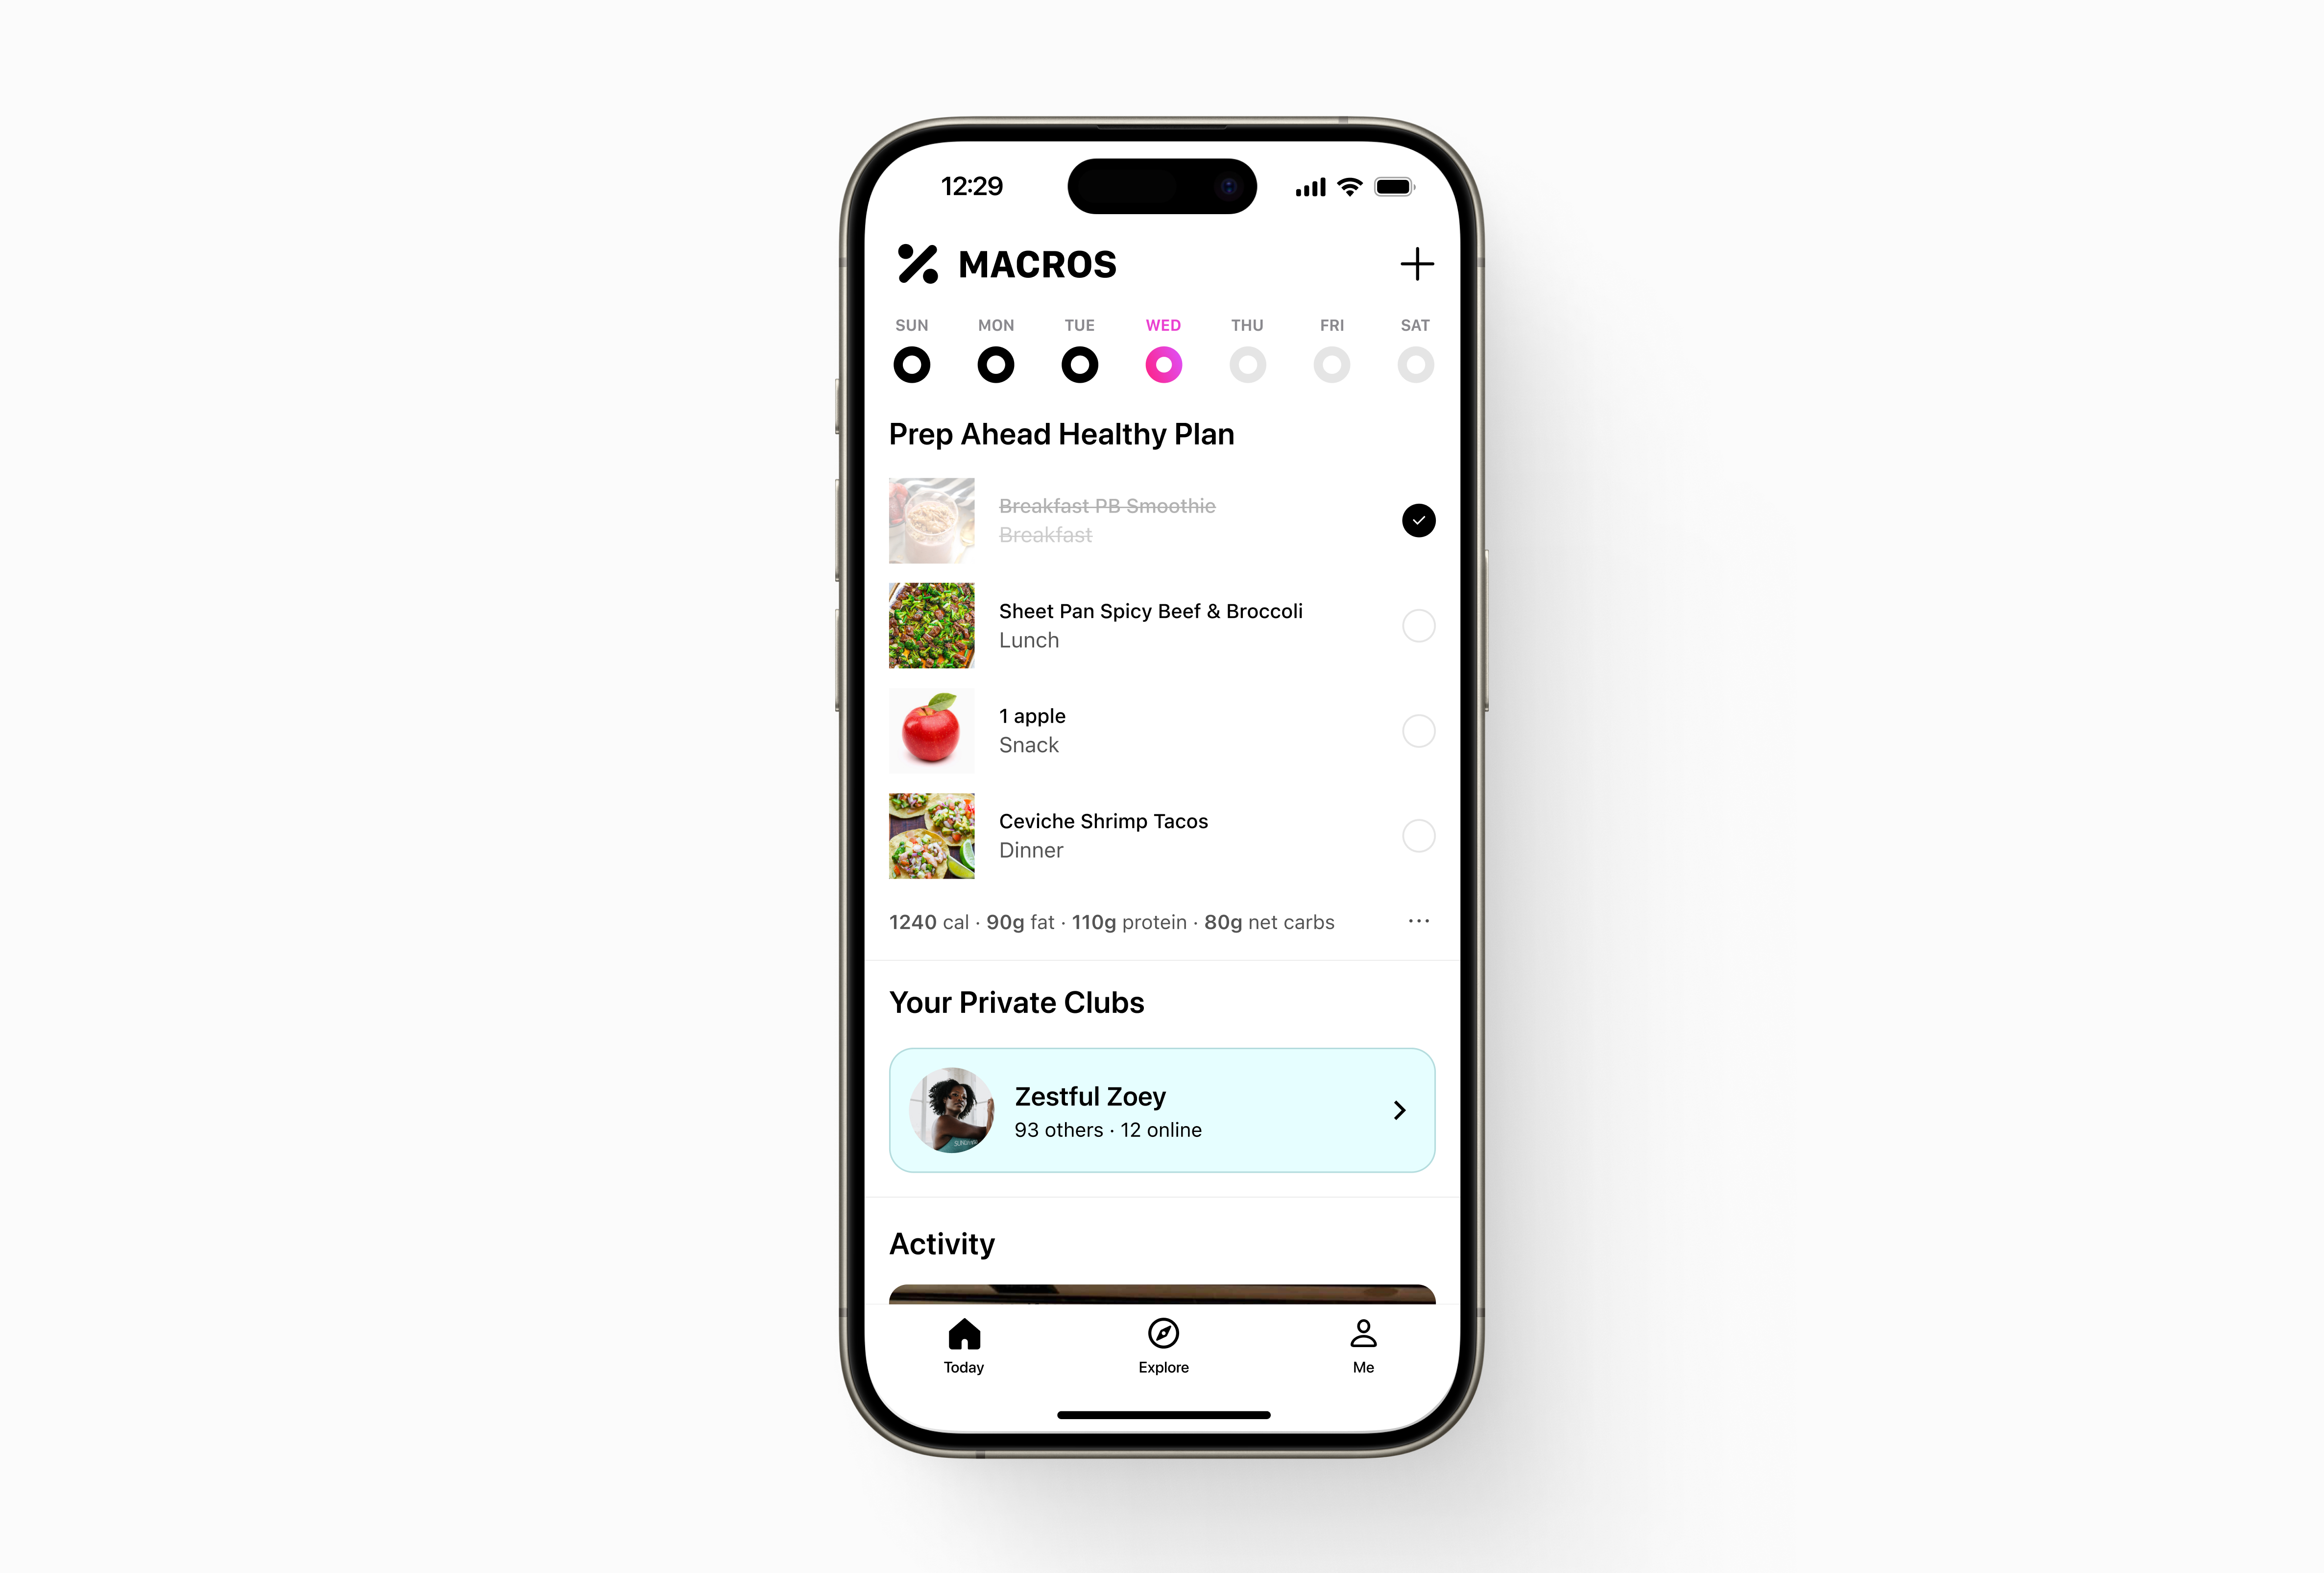 12:29
MACROS
SUN MON TUE WED THU FRI SAT
Prep Ahead Healthy Plan
Breakfast PB Smoothie
Breakfast
Sheet Pan Spicy Beef & Broccoli
Lunch
1 apple
Snack
Ceviche Shrimp Tacos
Dinner
1240 cal · 90g fat · 110g protein · 80g net carbs
Your Private Clubs
Zestful Zoey
93 others · 12 online
Activity
Today Explore Me